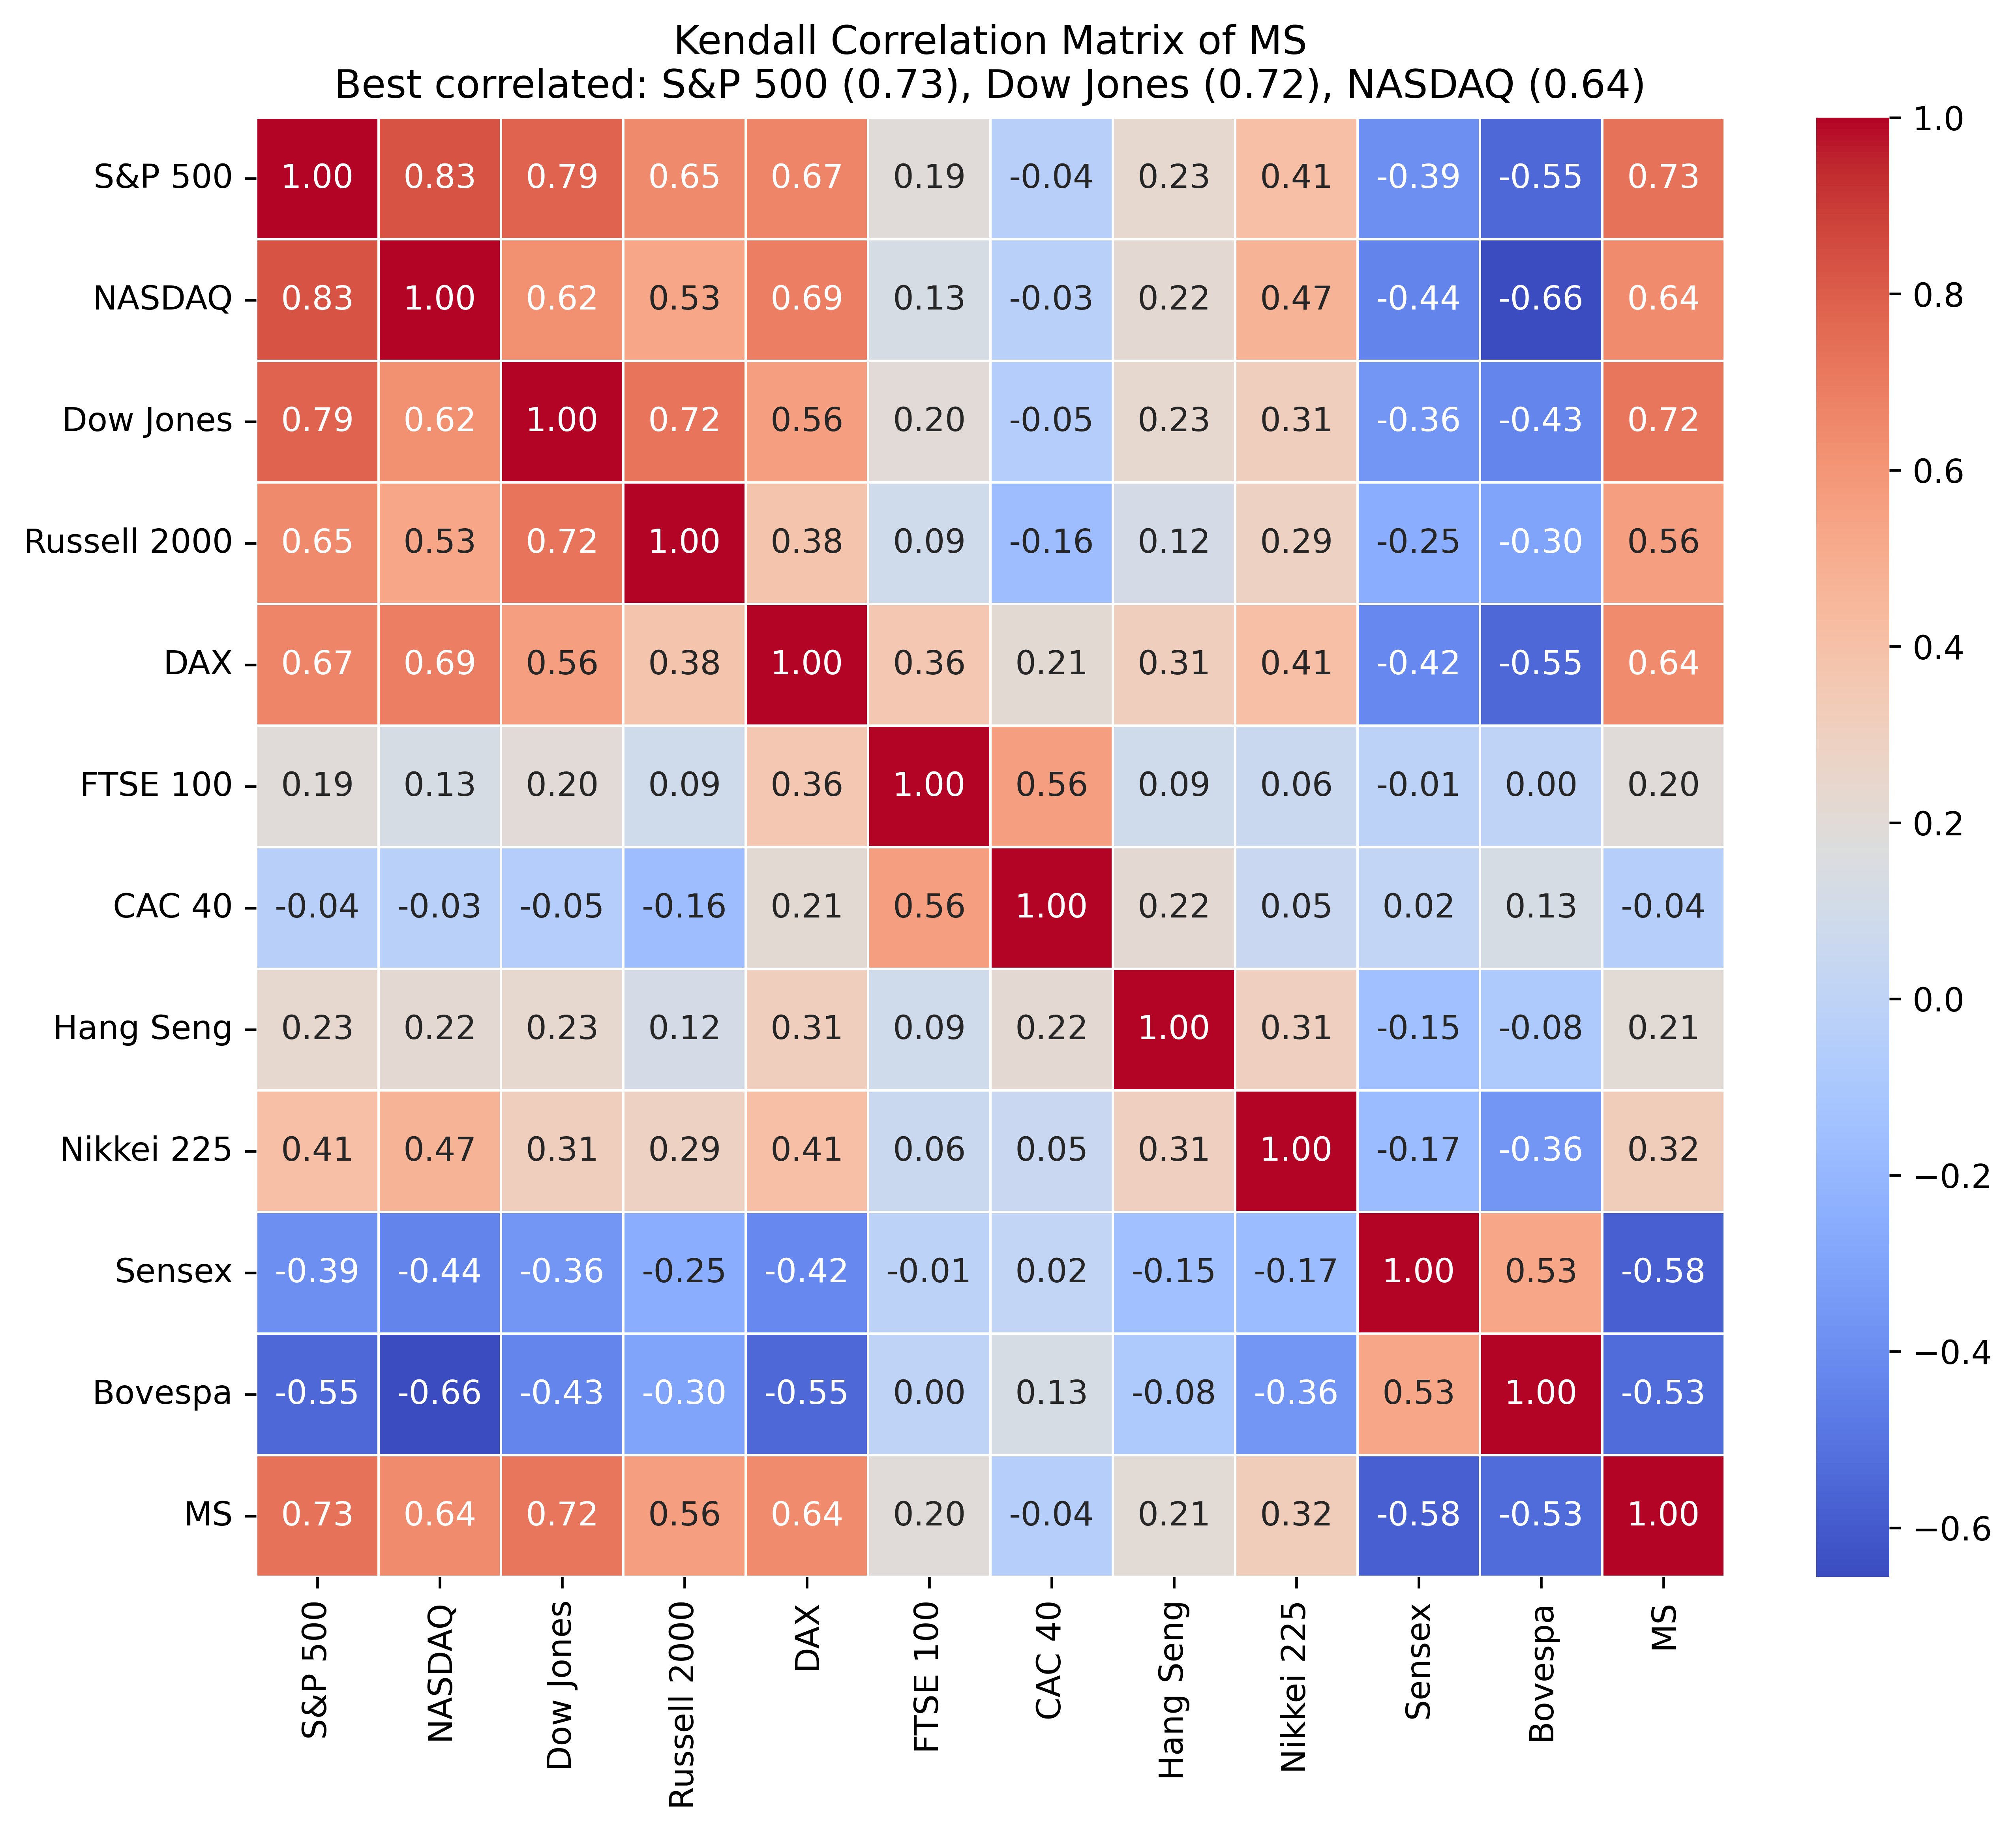 Kendall Correlation Matrix of MS
Best correlated: S&P 500 (0.73), Dow Jones (0.72), NASDAQ (0.64)
S&P 500 1.00 0.83 0.79 0.65 0.67 0.19 -0.04 0.23 0.41 -0.39 -0.55 0.73
NASDAQ 0.83 1.00 0.62 0.53 0.69 0.13 -0.03 0.22 0.47 -0.44 -0.66 0.64
Dow Jones 0.79 0.62 1.00 0.72 0.56 0.20 -0.05 0.23 0.31 -0.36 -0.43 0.72
Russell 2000 0.65 0.53 0.72 1.00 0.38 0.09 -0.16 0.12 0.29 -0.25 -0.30 0.56
DAX 0.67 0.69 0.56 0.38 1.00 0.36 0.21 0.31 0.41 -0.42 -0.55 0.64
FTSE 100 0.19 0.13 0.20 0.09 0.36 1.00 0.56 0.09 0.06 -0.01 0.00 0.20
CAC 40 -0.04 -0.03 -0.05 -0.16 0.21 0.56 1.00 0.22 0.05 0.02 0.13 -0.04
Hang Seng 0.23 0.22 0.23 0.12 0.31 0.09 0.22 1.00 0.31 -0.15 -0.08 0.21
Nikkei 225 0.41 0.47 0.31 0.29 0.41 0.06 0.05 0.31 1.00 -0.17 -0.36 0.32
Sensex -0.39 -0.44 -0.36 -0.25 -0.42 -0.01 0.02 -0.15 -0.17 1.00 0.53 -0.58
Bovespa -0.55 -0.66 -0.43 -0.30 -0.55 0.00 0.13 -0.08 -0.36 0.53 1.00 -0.53
MS 0.73 0.64 0.72 0.56 0.64 0.20 -0.04 0.21 0.32 -0.58 -0.53 1.00
S&P 500
NASDAQ
Dow Jones
Russell 2000
DAX
FTSE 100
CAC 40
Hang Seng
Nikkei 225
Sensex
Bovespa
MS
1.0
0.8
0.6
0.4
0.2
0.0
−0.2
−0.4
−0.6